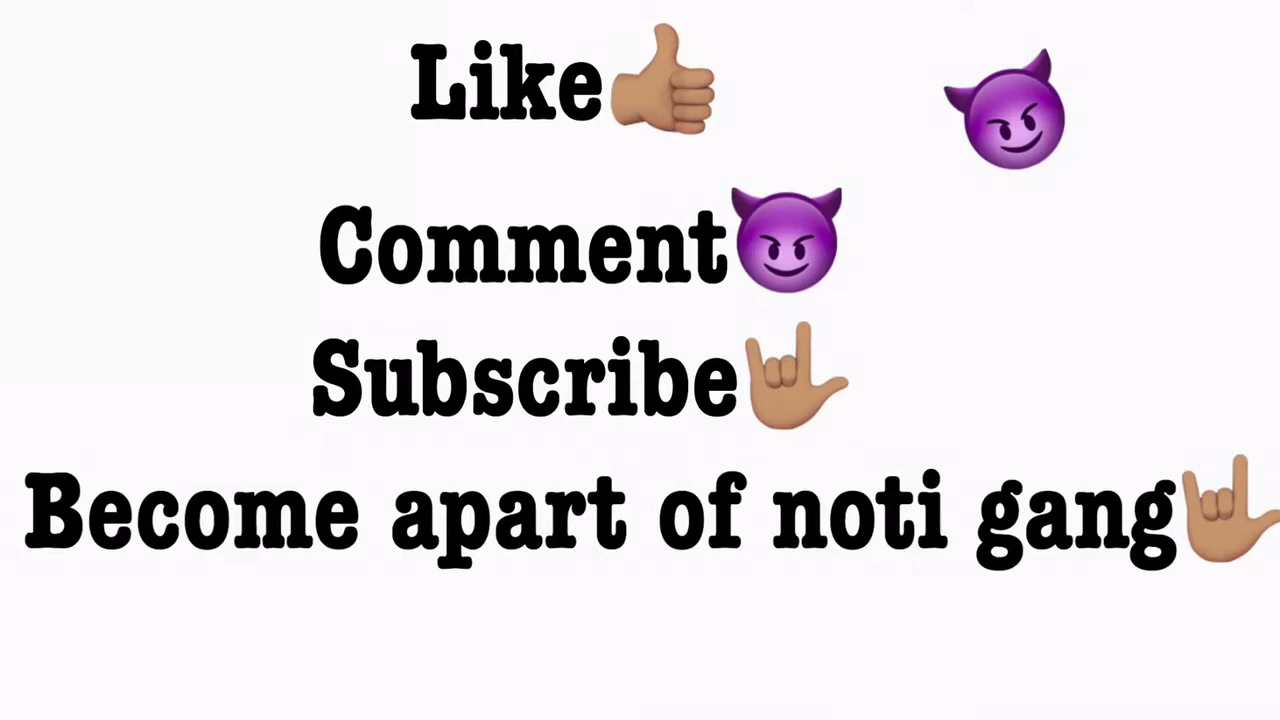 Like👍🏽
Comment😈
Subscribe🤟🏽
Become apart of noti gang🤟🏽